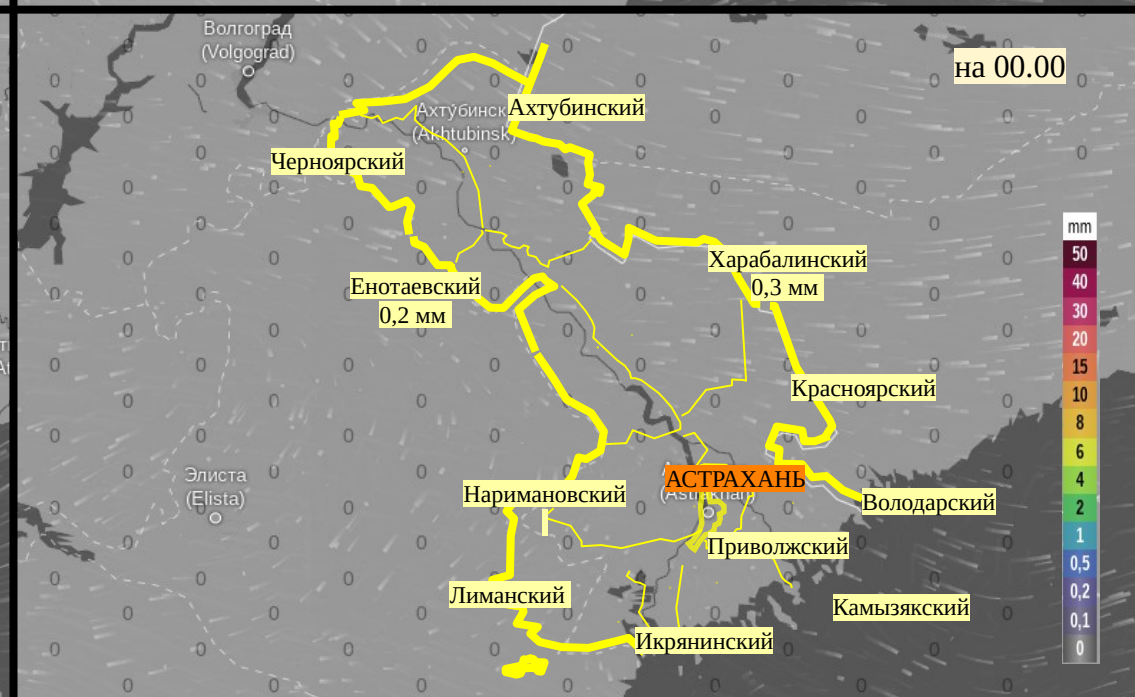 Волгоград
(Volgograd)
на 00.00
Ахтубинск
(Akhtubinsk)
Ахтубинский
Черноярский
mm
50
40
30
20
15
10
8
6
4
2
1
0,5
0,2
0,1
0
Харабалинский
0,3 мм
Енотаевский
0,2 мм
Красноярский
Элиста
(Elista)
АСТРАХАНЬ
(Astrakhan)
Наримановский
Володарский
Приволжский
Лиманский
Камызякский
Икрянинский